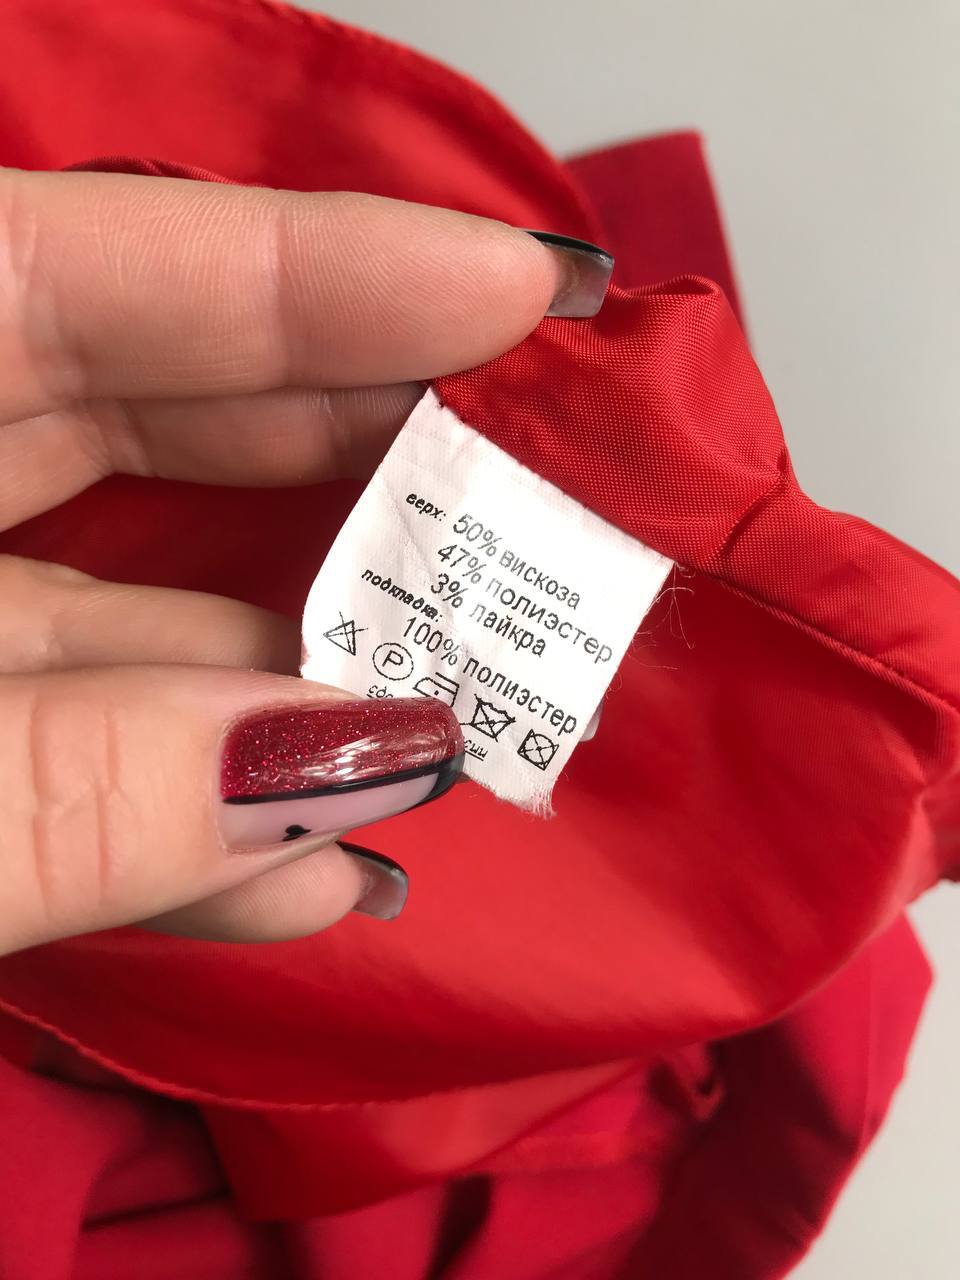 верх:
50% вискоза
47% полиэстер
3% лайкра
подкладка:
100% полиэстер
P